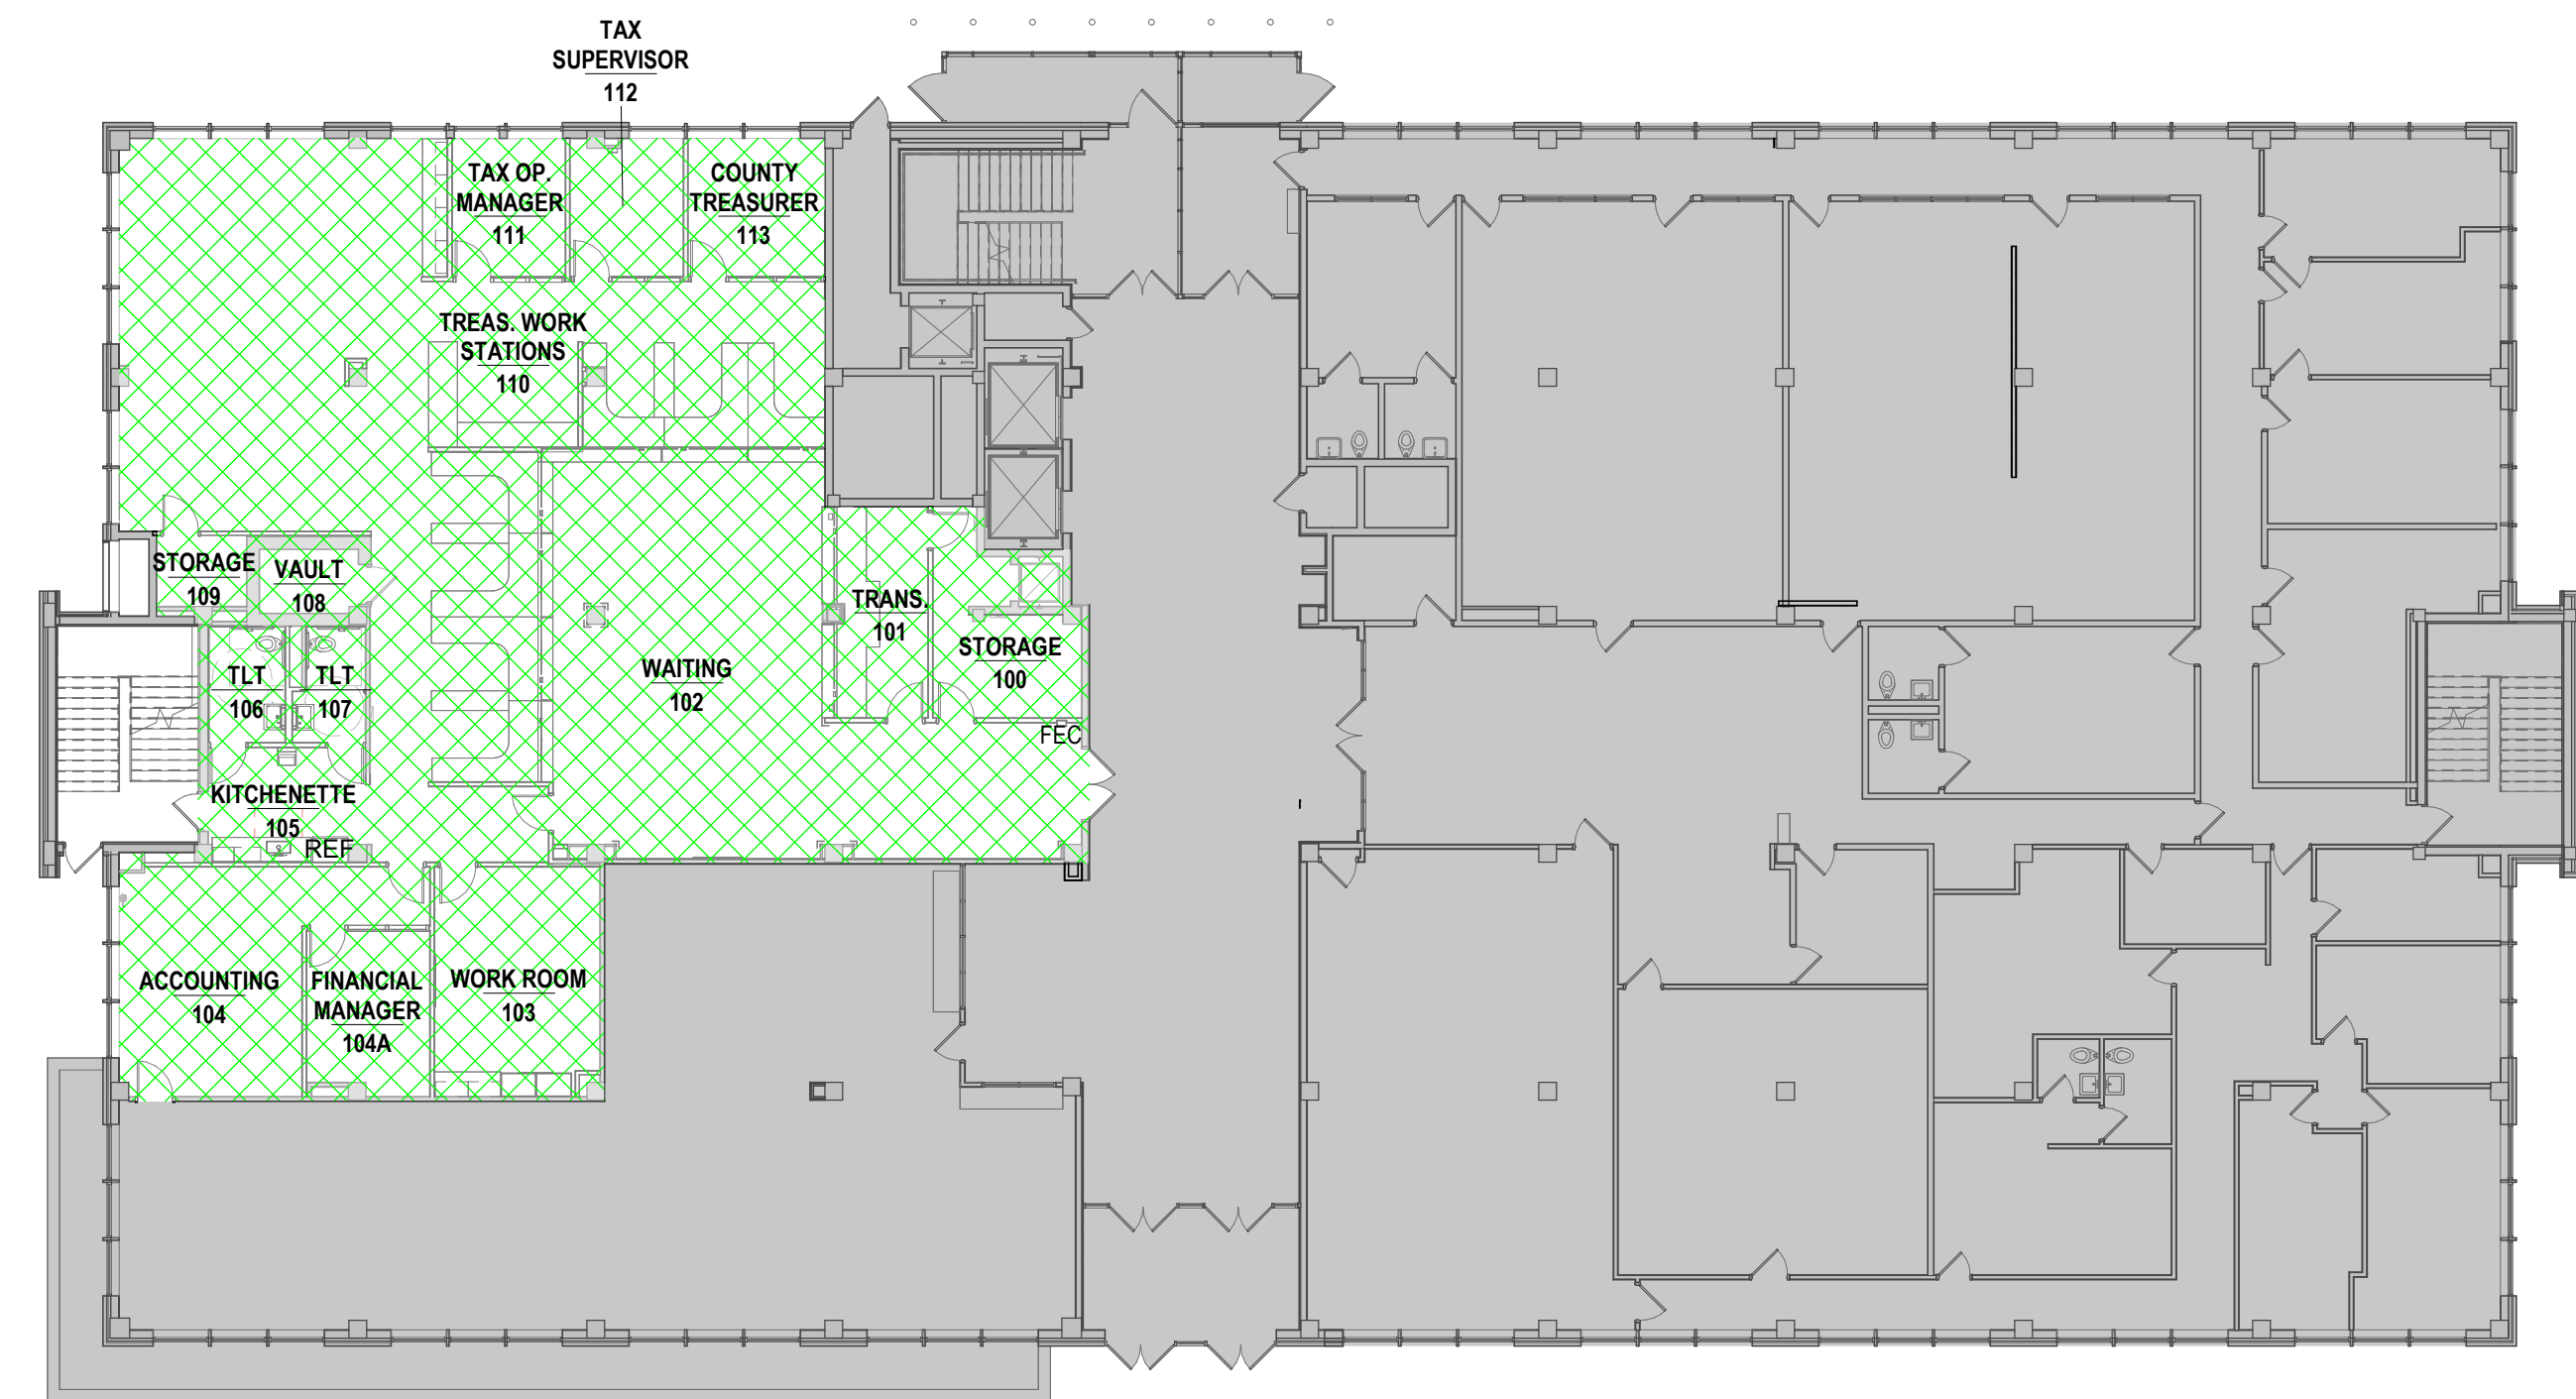 TAX
SUPERVISOR
112
TAX OP.
MANAGER
111
COUNTY
TREASURER
113
TREAS. WORK
STATIONS
110
STORAGE
109
VAULT
108
TRANS.
101
STORAGE
100
WAITING
102
TLT
106
TLT
107
FEC
KITCHENETTE
105
REF
ACCOUNTING
104
FINANCIAL
MANAGER
104A
WORK ROOM
103